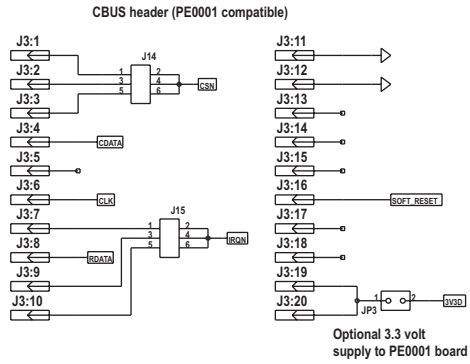 CBUS header (PE0001 compatible)
J3:1
J3:2
J3:3
J3:4
J3:5
J3:6
J3:7
J3:8
J3:9
J3:10
J14
1 2
3 4
5 6
CSN
CDATA
CLK
RDATA
J15
1 2
3 4
5 6
IRQN
J3:11
J3:12
J3:13
J3:14
J3:15
J3:16
J3:17
J3:18
J3:19
J3:20
SOFT_RESET
JP3
1 2
3V3D
Optional 3.3 volt
supply to PE0001 board